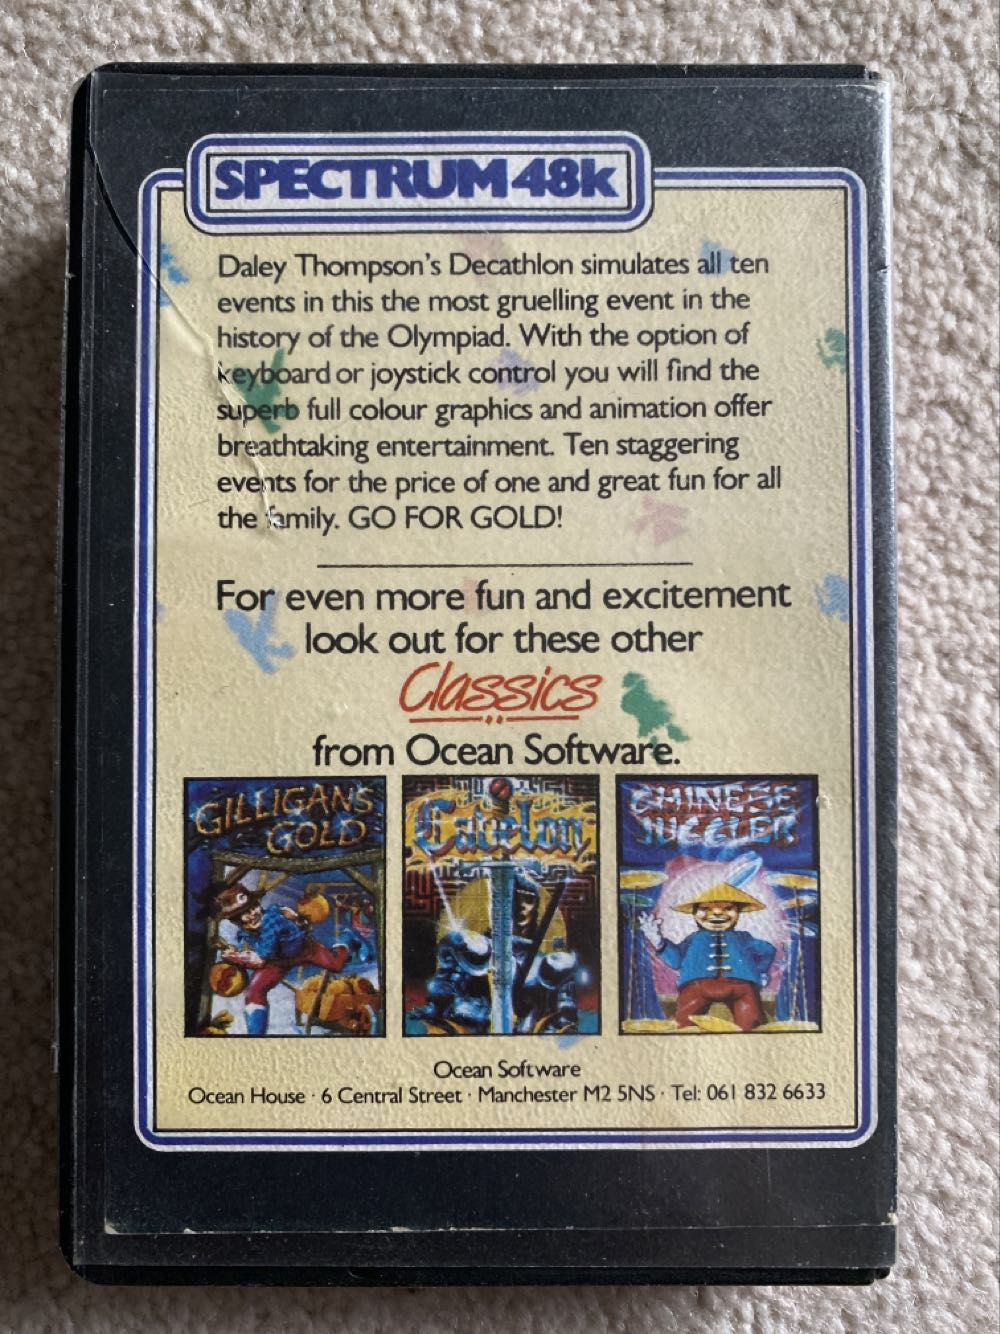 SPECTRUM 48k
Daley Thompson's Decathlon simulates all ten
events in this the most gruelling event in the
history of the Olympiad. With the option of
keyboard or joystick control you will find the
superb full colour graphics and animation offer
breathtaking entertainment. Ten staggering
events for the price of one and great fun for all
the family. GO FOR GOLD!
For even more fun and excitement
look out for these other
Classics
from Ocean Software.
GILLIGANS
GOLD
Cavelon
CHINESE
JUGGLER
Ocean Software
Ocean House · 6 Central Street · Manchester M2 5NS · Tel: 061 832 6633